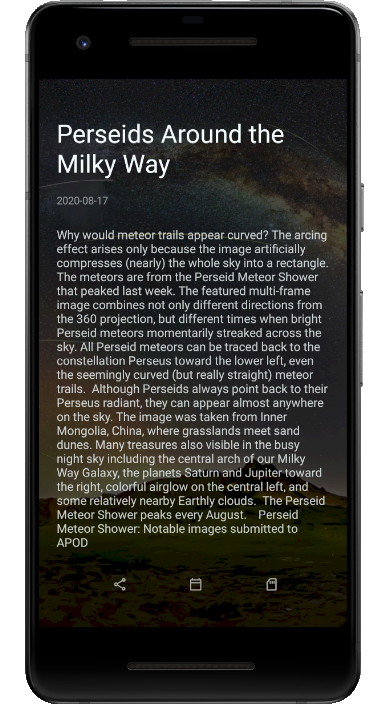 Perseids Around the
Milky Way
2020-08-17
Why would meteor trails appear curved? The arcing
effect arises only because the image artificially
compresses (nearly) the whole sky into a rectangle.
The meteors are from the Perseid Meteor Shower
that peaked last week. The featured multi-frame
image combines not only different directions from
the 360 projection, but different times when bright
Perseid meteors momentarily streaked across the
sky. All Perseid meteors can be traced back to the
constellation Perseus toward the lower left, even
the seemingly curved (but really straight) meteor
trails.  Although Perseids always point back to their
Perseus radiant, they can appear almost anywhere
on the sky. The image was taken from Inner
Mongolia, China, where grasslands meet sand
dunes. Many treasures also visible in the busy
night sky including the central arch of our Milky
Way Galaxy, the planets Saturn and Jupiter toward
the right, colorful airglow on the central left, and
some relatively nearby Earthly clouds.  The Perseid
Meteor Shower peaks every August.    Perseid
Meteor Shower: Notable images submitted to
APOD